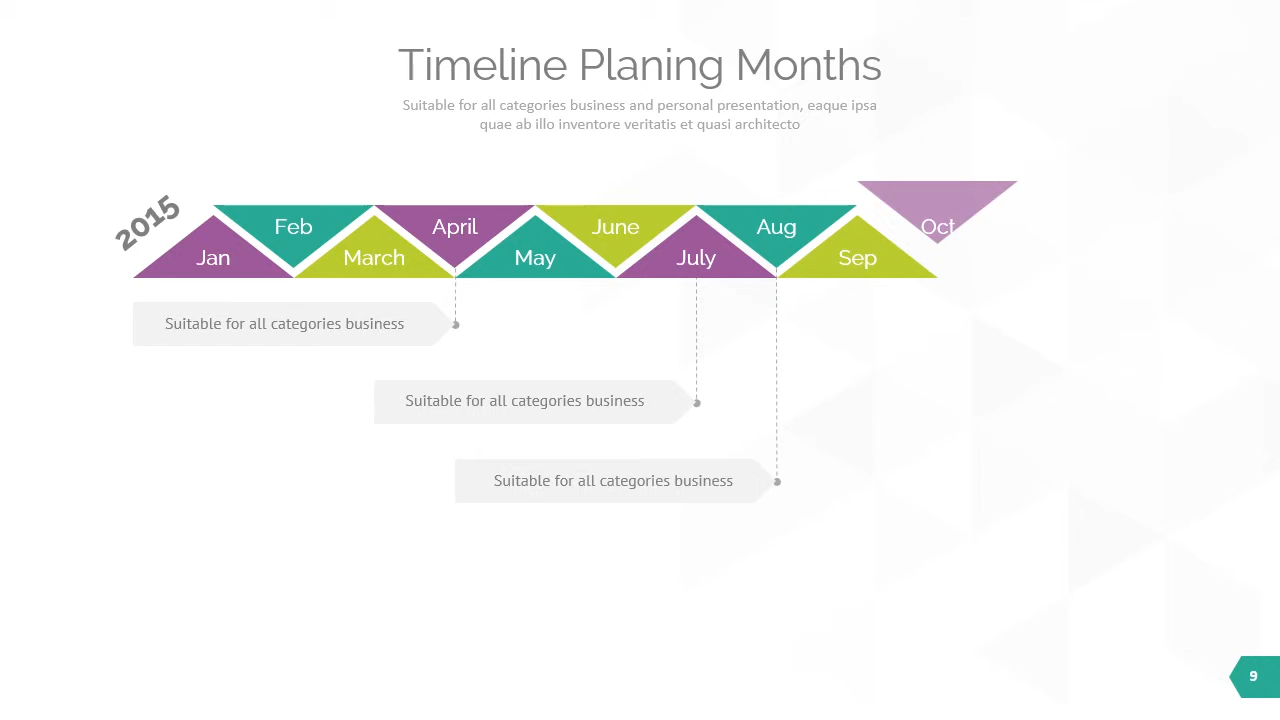 Timeline Planing Months
Suitable for all categories business and personal presentation, eaque ipsa
quae ab illo inventore veritatis et quasi architecto
2015
Jan
Feb
March
April
May
June
July
Aug
Sep
Oct
Suitable for all categories business
Suitable for all categories business
Suitable for all categories business
9